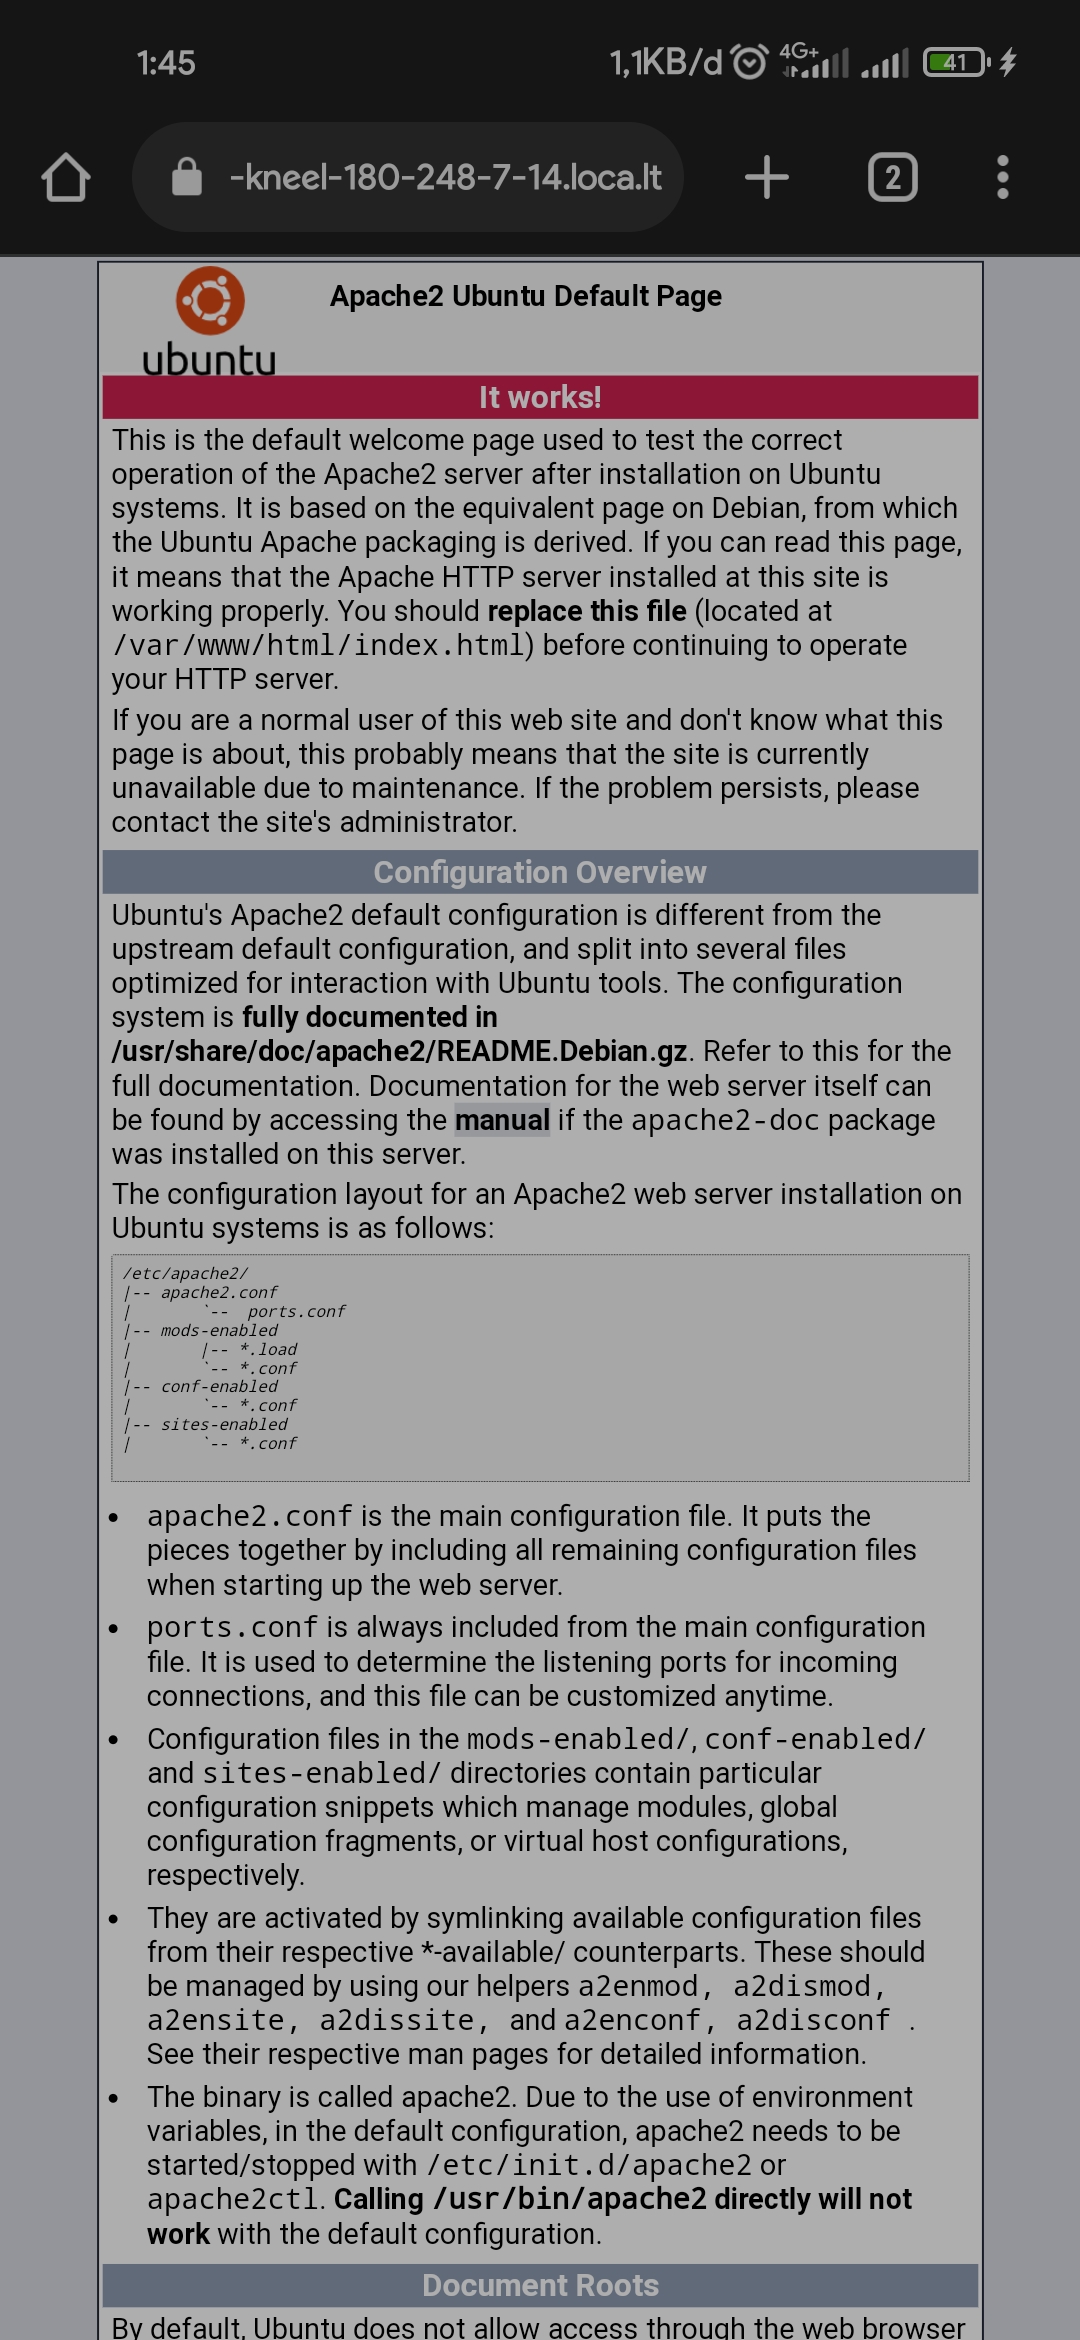 1:45
1,1KB/d
4G+
41
-kneel-180-248-7-14.loca.lt
2
Apache2 Ubuntu Default Page
ubuntu
It works!
This is the default welcome page used to test the correct
operation of the Apache2 server after installation on Ubuntu
systems. It is based on the equivalent page on Debian, from which
the Ubuntu Apache packaging is derived. If you can read this page,
it means that the Apache HTTP server installed at this site is
working properly. You should replace this file (located at
/var/www/html/index.html) before continuing to operate
your HTTP server.
If you are a normal user of this web site and don't know what this
page is about, this probably means that the site is currently
unavailable due to maintenance. If the problem persists, please
contact the site's administrator.
Configuration Overview
Ubuntu's Apache2 default configuration is different from the
upstream default configuration, and split into several files
optimized for interaction with Ubuntu tools. The configuration
system is fully documented in
/usr/share/doc/apache2/README.Debian.gz. Refer to this for the
full documentation. Documentation for the web server itself can
be found by accessing the manual if the apache2-doc package
was installed on this server.
The configuration layout for an Apache2 web server installation on
Ubuntu systems is as follows:
/etc/apache2/
|-- apache2.conf
|       `--  ports.conf
|-- mods-enabled
|       |-- *.load
|       `-- *.conf
|-- conf-enabled
|       `-- *.conf
|-- sites-enabled
|       `-- *.conf
• apache2.conf is the main configuration file. It puts the
pieces together by including all remaining configuration files
when starting up the web server.
• ports.conf is always included from the main configuration
file. It is used to determine the listening ports for incoming
connections, and this file can be customized anytime.
• Configuration files in the mods-enabled/, conf-enabled/
and sites-enabled/ directories contain particular
configuration snippets which manage modules, global
configuration fragments, or virtual host configurations,
respectively.
• They are activated by symlinking available configuration files
from their respective *-available/ counterparts. These should
be managed by using our helpers a2enmod, a2dismod,
a2ensite, a2dissite, and a2enconf, a2disconf .
See their respective man pages for detailed information.
• The binary is called apache2. Due to the use of environment
variables, in the default configuration, apache2 needs to be
started/stopped with /etc/init.d/apache2 or
apache2ctl. Calling /usr/bin/apache2 directly will not
work with the default configuration.
Document Roots
By default, Ubuntu does not allow access through the web browser